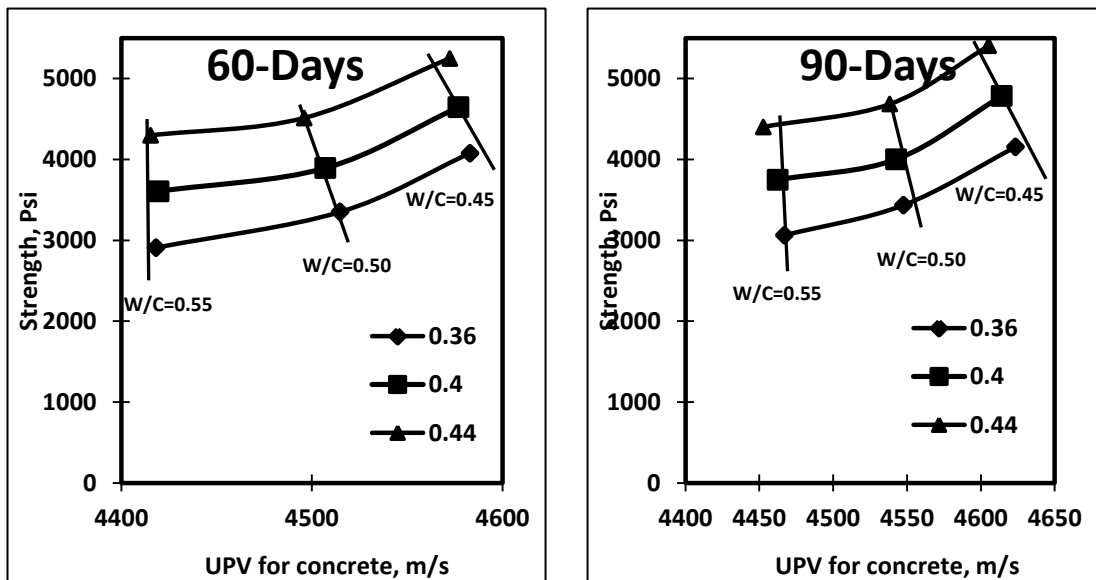 60-Days
5000
4000
3000
2000
1000
0
Strength, Psi
W/C=0.45
W/C=0.50
W/C=0.55
0.36
0.4
0.44
4400 4500 4600
UPV for concrete, m/s
90-Days
5000
4000
3000
2000
1000
0
Strength, Psi
W/C=0.45
W/C=0.50
W/C=0.55
0.36
0.4
0.44
4400 4450 4500 4550 4600 4650
UPV for concrete, m/s